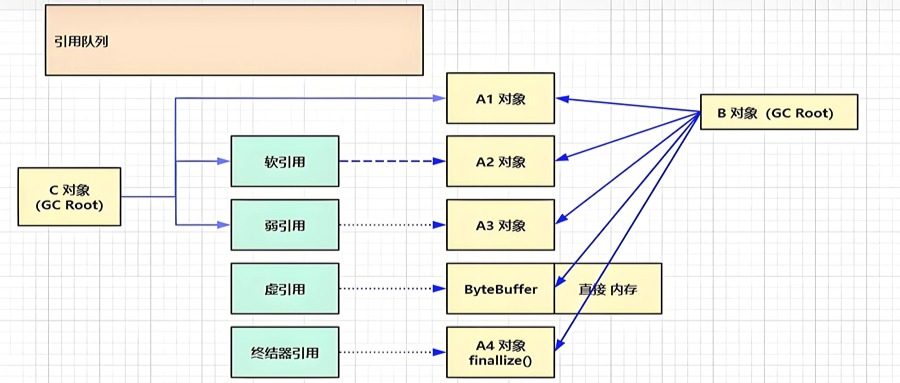 引用队列
A1 对象
B 对象 (GC Root)
软引用
A2 对象
C 对象
(GC Root)
弱引用
A3 对象
虚引用
ByteBuffer
直接 内存
终结器引用
A4 对象
finallize()